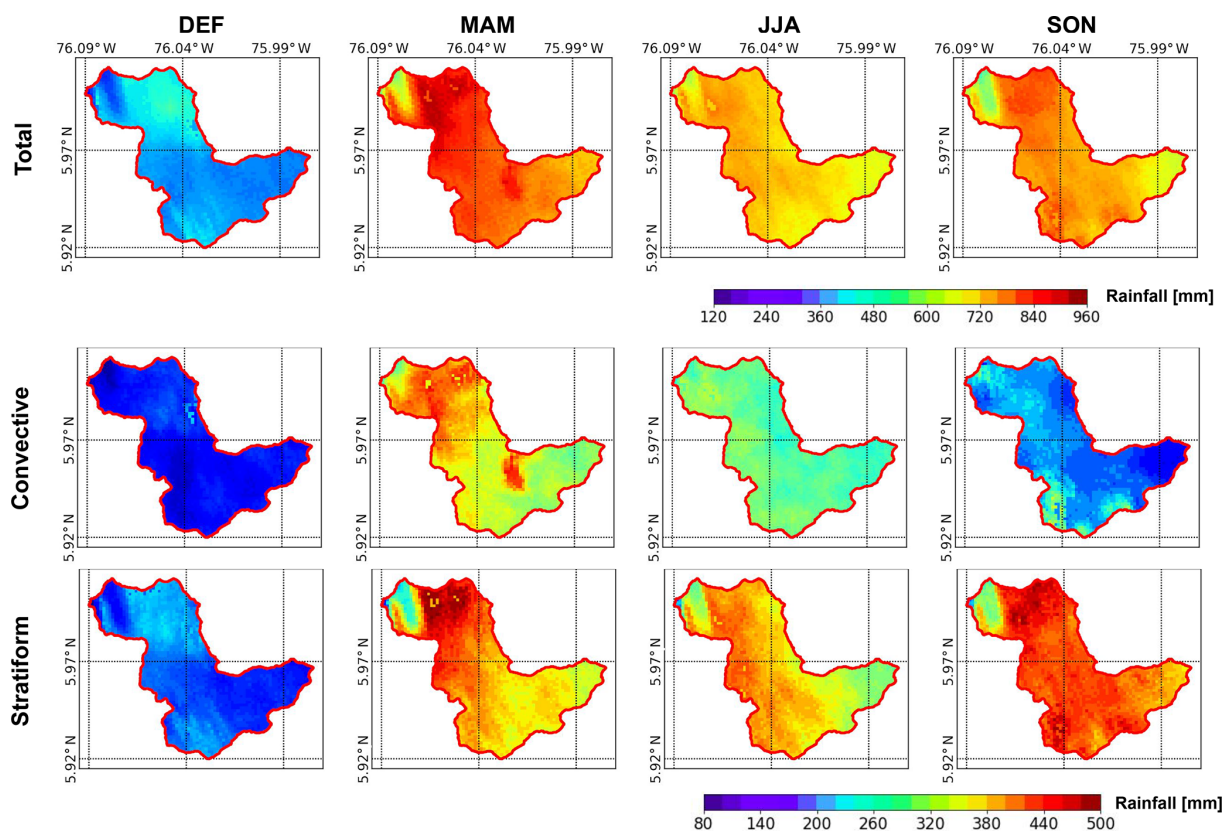 DEF MAM JJA SON
76.09°W 76.04°W 75.99°W 76.09°W 76.04°W 75.99°W 76.09°W 76.04°W 75.99°W 76.09°W 76.04°W 75.99°W
Total
5.97° N 5.97° N 5.97° N 5.97° N
5.92° N 5.92° N 5.92° N 5.92° N
120 240 360 480 600 720 840 960 Rainfall [mm]
Convective
5.97° N 5.97° N 5.97° N 5.97° N
5.92° N 5.92° N 5.92° N 5.92° N
Stratiform
5.97° N 5.97° N 5.97° N 5.97° N
5.92° N 5.92° N 5.92° N 5.92° N
80 140 200 260 320 380 440 500 Rainfall [mm]